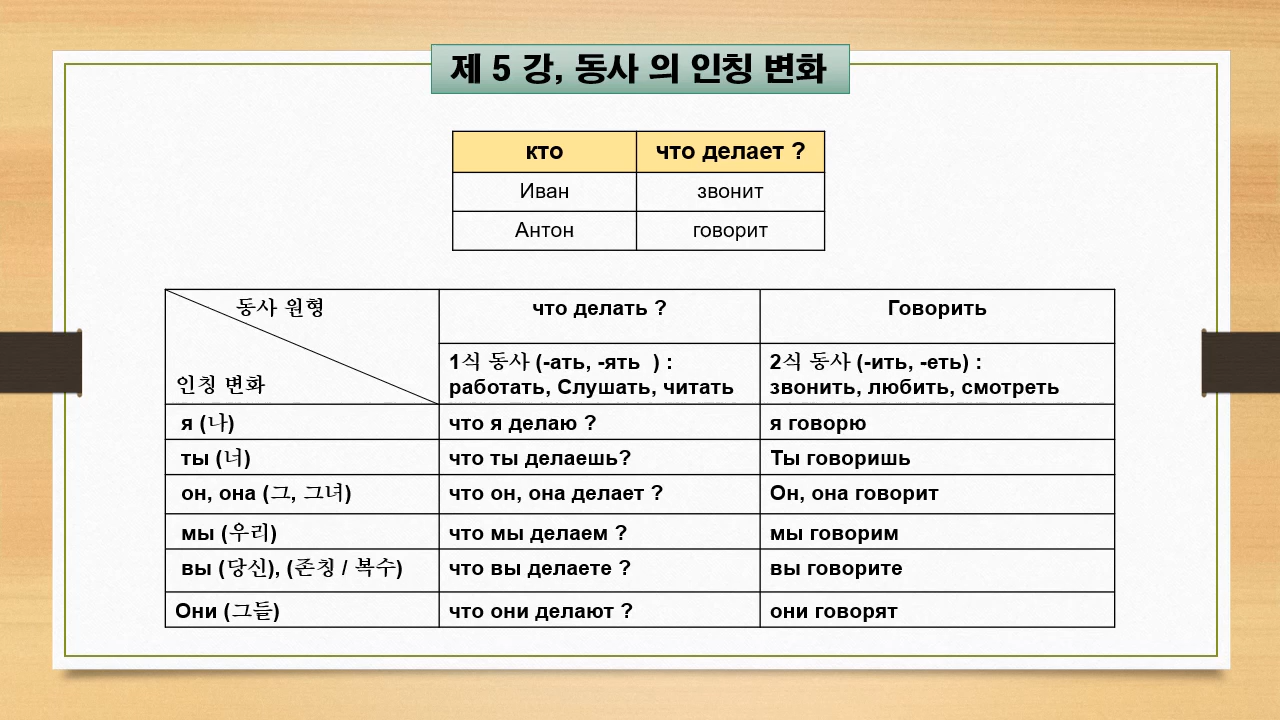 제 5 강, 동사 의 인칭 변화
кто что делает ?
Иван звонит
Антон говорит
동사 원형 что делать ? Говорить
인칭 변화
1식 동사 (-ать, -ять ) : 2식 동사 (-ить, -еть) :
работать, Слушать, читать звонить, любить, смотреть
я (나) что я делаю ? я говорю
ты (너) что ты делаешь? Ты говоришь
он, она (그, 그녀) что он, она делает ? Он, она говорит
мы (우리) что мы делаем ? мы говорим
вы (당신), (존칭 / 복수) что вы делаете ? вы говорите
Они (그들) что они делают ? они говорят